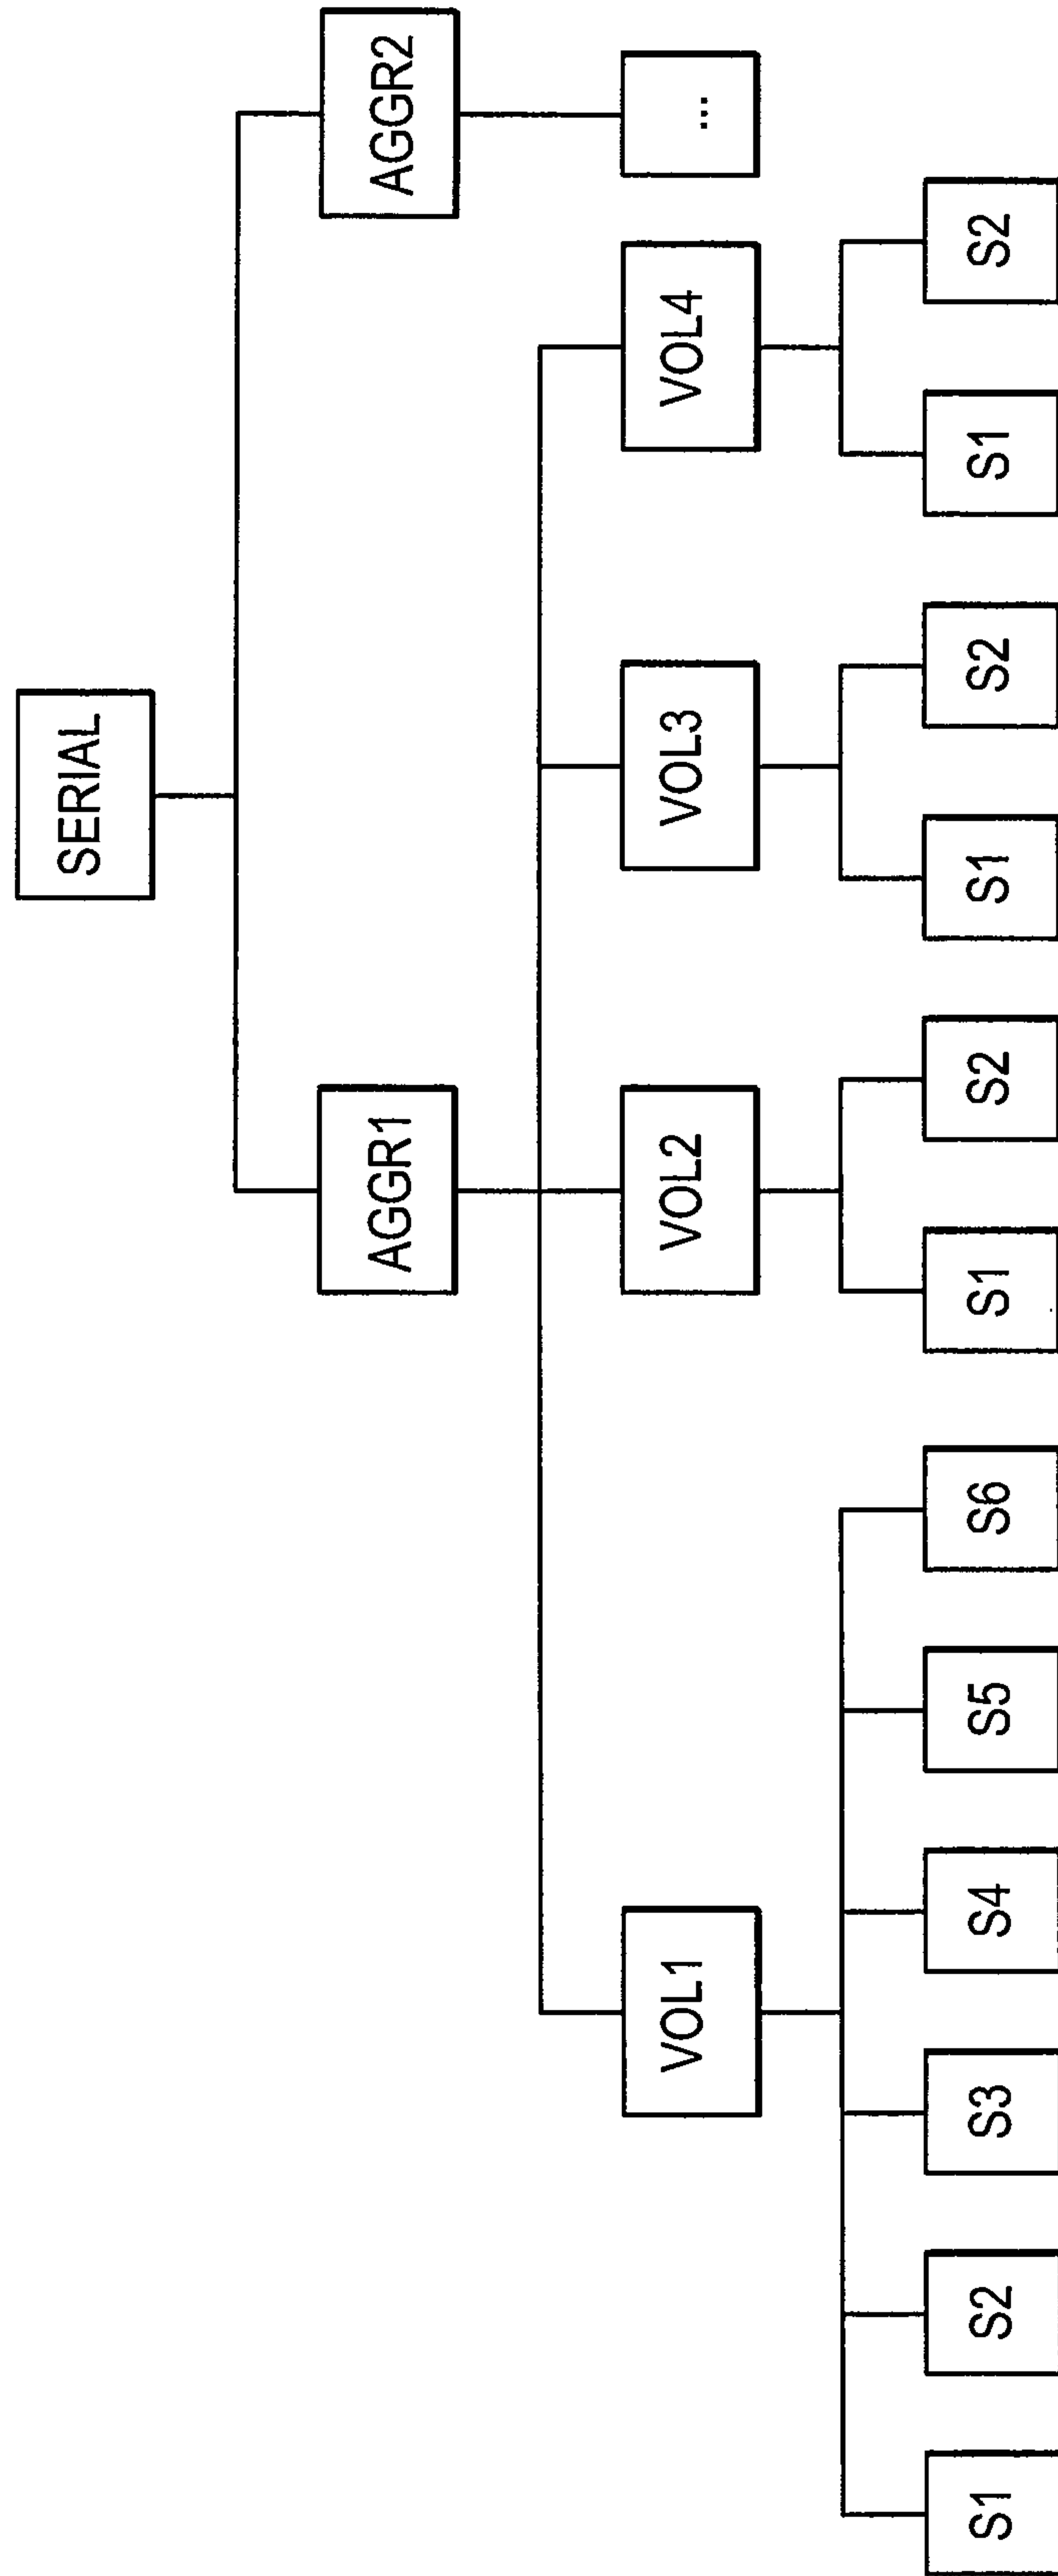 SERIAL
AGGR1
AGGR2
VOL1
VOL2
VOL3
VOL4
...
S1
S2
S3
S4
S5
S6
S1
S2
S1
S2
S1
S2